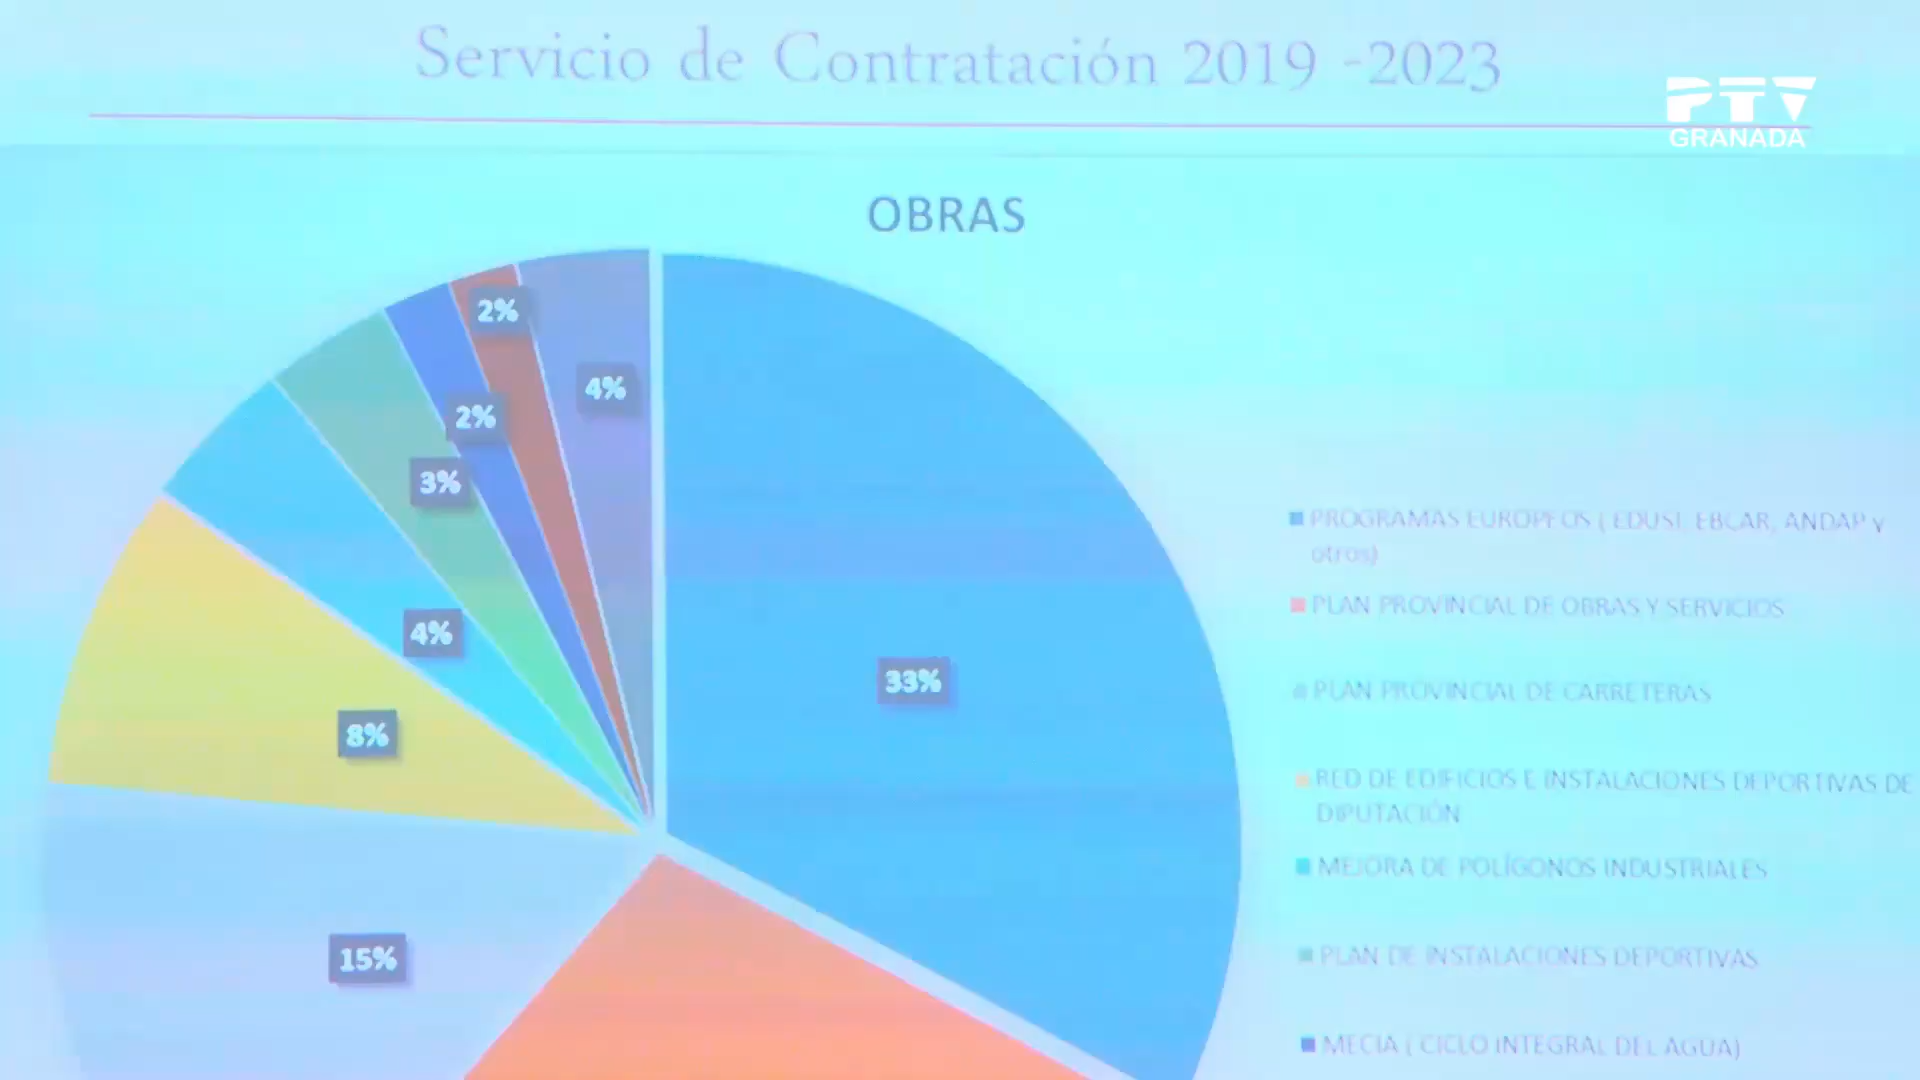 Servicio de Contratación 2019 -2023
PTV
GRANADA
OBRAS
2%
4%
2%
3%
4%
33%
8%
15%
PROGRAMAS EUROPEOS ( EDUSI, EBCAR, ANDAP y
otros)
PLAN PROVINCIAL DE OBRAS Y SERVICIOS
PLAN PROVINCIAL DE CARRETERAS
RED DE EDIFICIOS E INSTALACIONES DEPORTIVAS DE
DIPUTACIÓN
MEJORA DE POLÍGONOS INDUSTRIALES
PLAN DE INSTALACIONES DEPORTIVAS
MECIA ( CICLO INTEGRAL DEL AGUA)